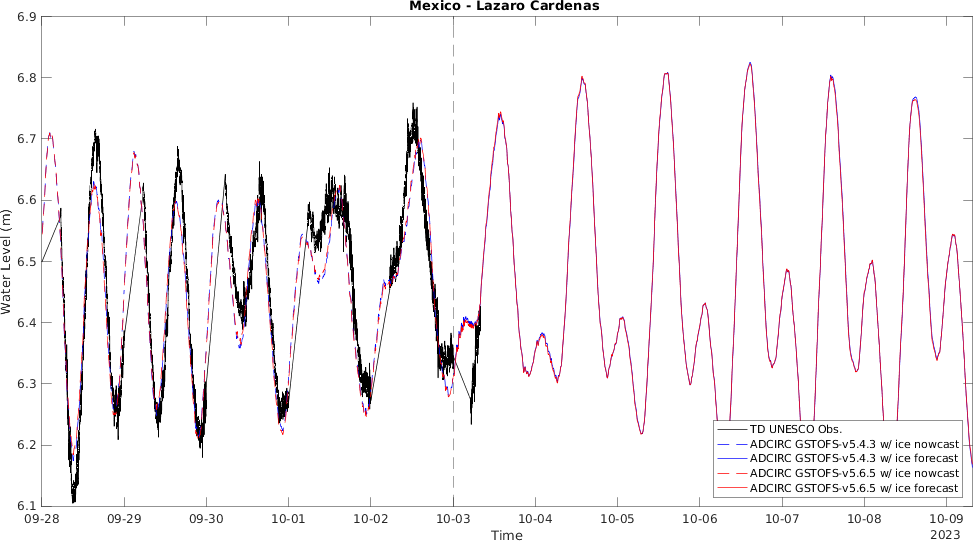 Mexico - Lazaro Cardenas
Water Level (m)
6.9
6.8
6.7
6.6
6.5
6.4
6.3
6.2
6.1
09-28
09-29
09-30
10-01
10-02
10-03
10-04
10-05
10-06
10-07
10-08
10-09
2023
Time
TD UNESCO Obs.
ADCIRC GSTOFS-v5.4.3 w/ ice nowcast
ADCIRC GSTOFS-v5.4.3 w/ ice forecast
ADCIRC GSTOFS-v5.6.5 w/ ice nowcast
ADCIRC GSTOFS-v5.6.5 w/ ice forecast